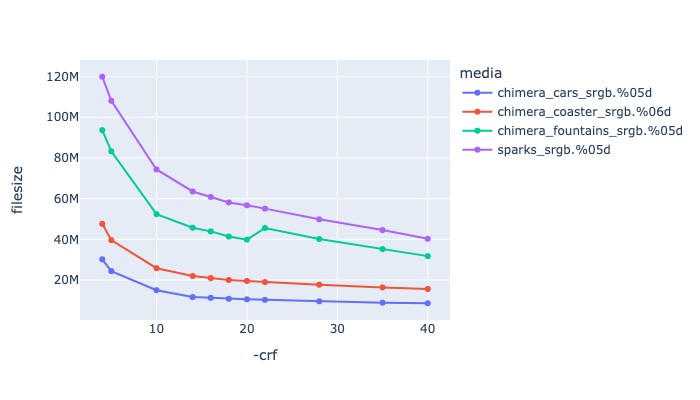 120M
100M
80M
60M
40M
20M
filesize
10
20
30
40
-crf
media
chimera_cars_srgb.%05d
chimera_coaster_srgb.%06d
chimera_fountains_srgb.%05d
sparks_srgb.%05d